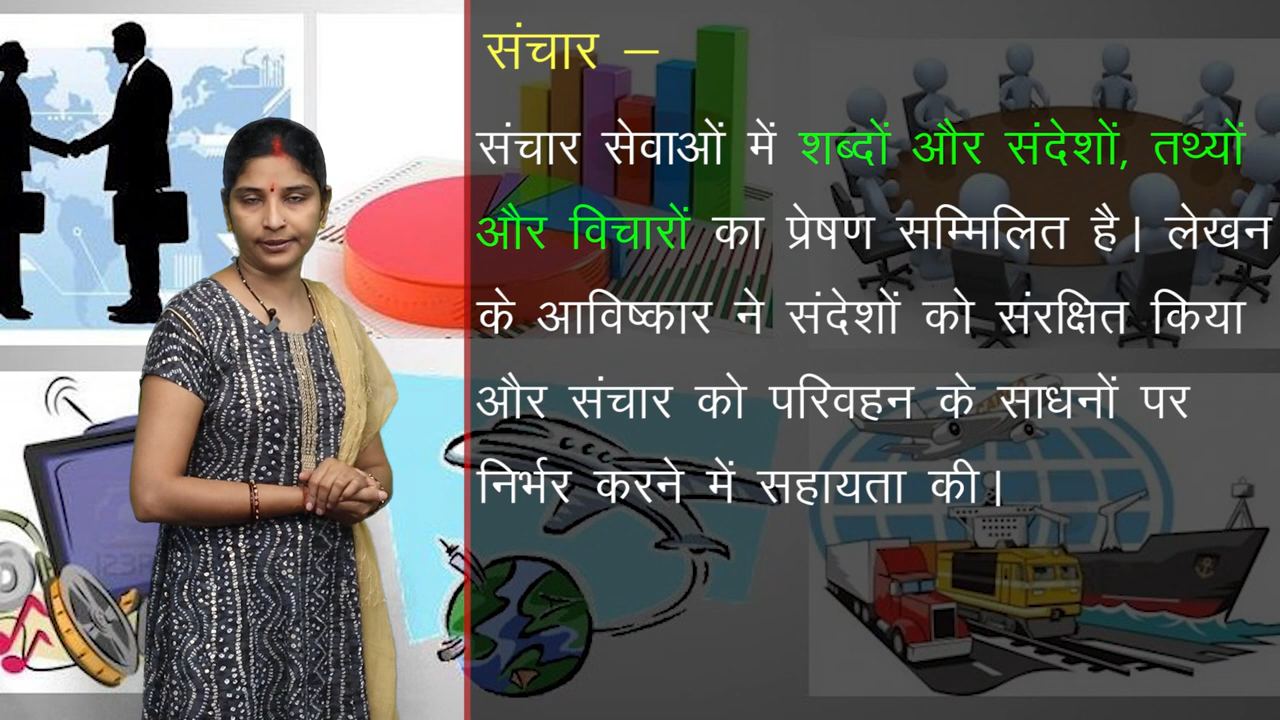 संचार –
संचार सेवाओं में शब्दों और संदेशों, तथ्यों
और विचारों का प्रेषण सम्मिलित है। लेखन
के आविष्कार ने संदेशों को संरक्षित किया
और संचार को परिवहन के साधनों पर
निर्भर करने में सहायता की।